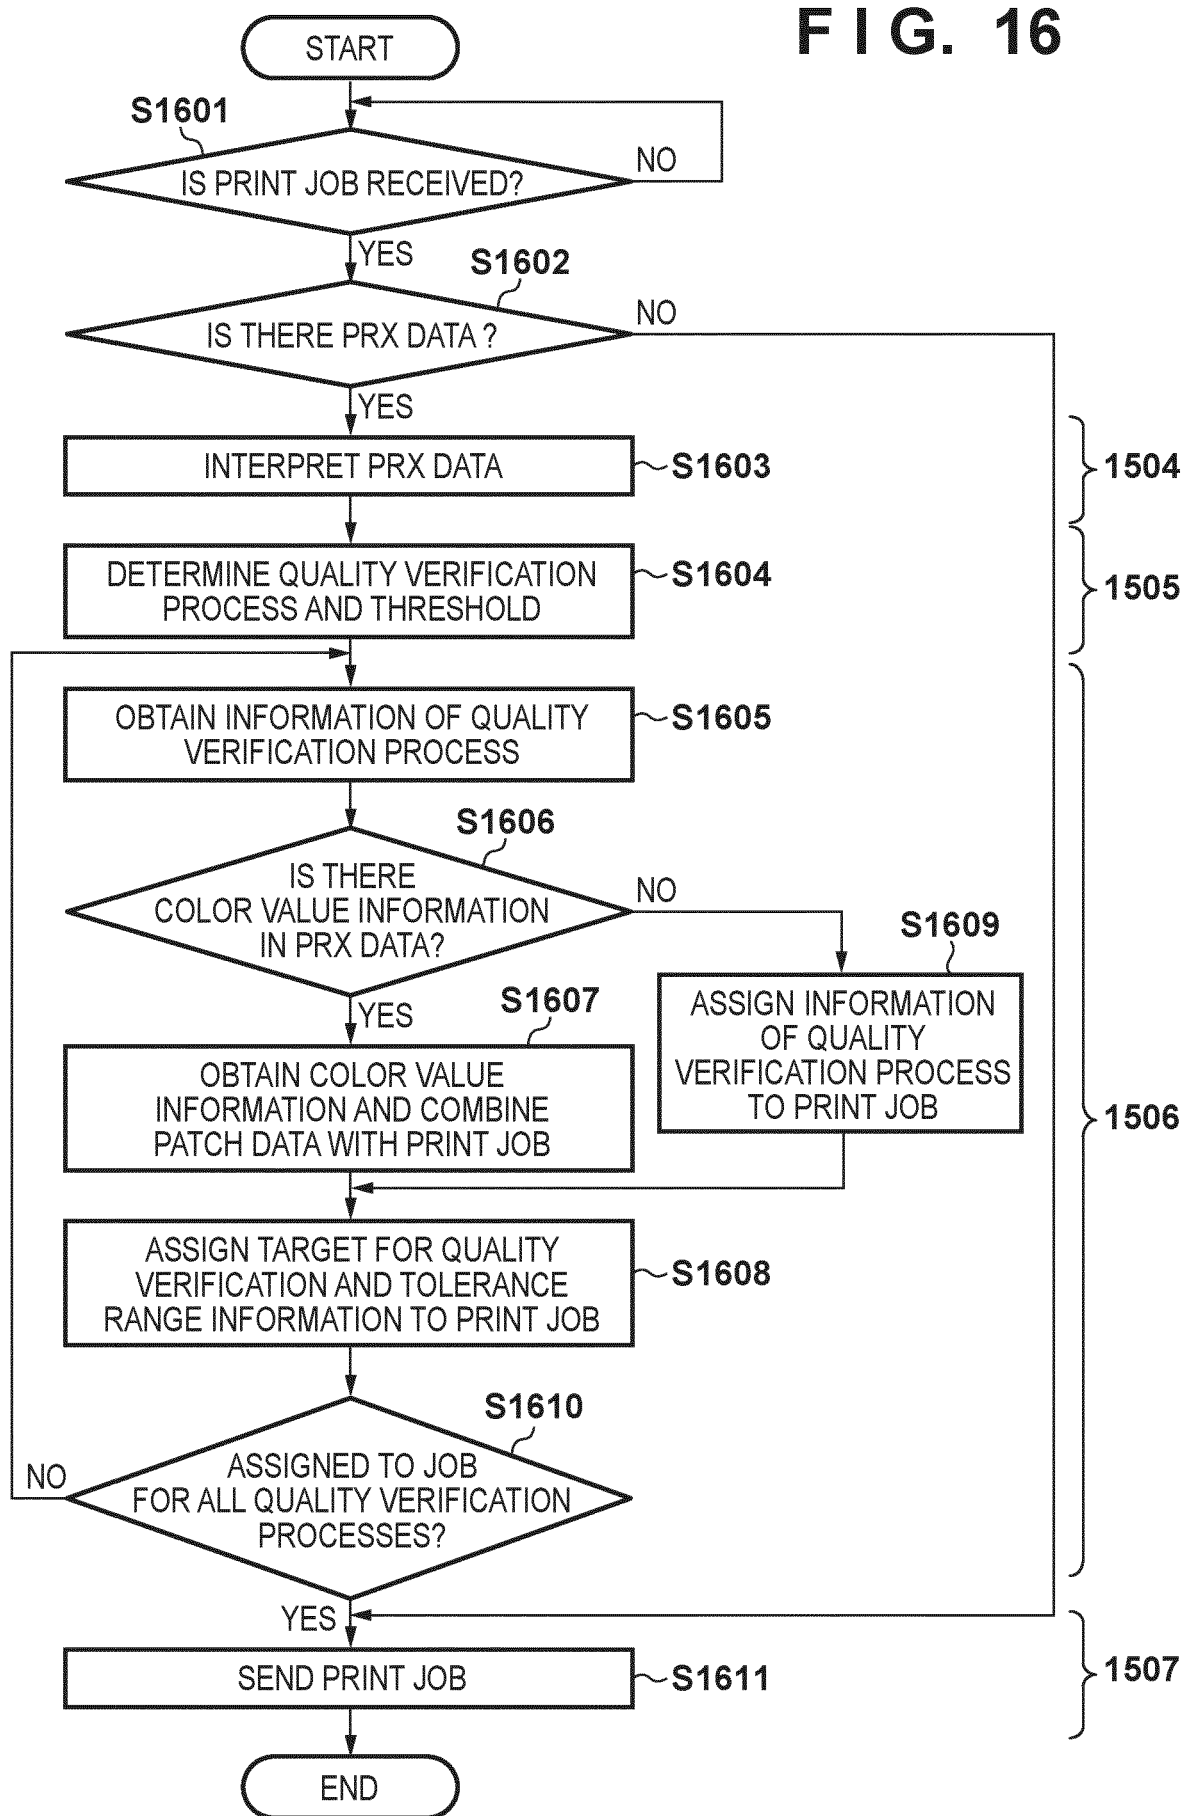 FIG. 16
START
S1601
IS PRINT JOB RECEIVED?
NO
YES
S1602
IS THERE PRX DATA ?
NO
YES
INTERPRET PRX DATA
S1603
1504
DETERMINE QUALITY VERIFICATION
PROCESS AND THRESHOLD
S1604
1505
OBTAIN INFORMATION OF QUALITY
VERIFICATION PROCESS
S1605
S1606
IS THERE
COLOR VALUE INFORMATION
IN PRX DATA?
NO
YES
S1609
ASSIGN INFORMATION
OF QUALITY
VERIFICATION PROCESS
TO PRINT JOB
S1607
OBTAIN COLOR VALUE
INFORMATION AND COMBINE
PATCH DATA WITH PRINT JOB
1506
ASSIGN TARGET FOR QUALITY
VERIFICATION AND TOLERANCE
RANGE INFORMATION TO PRINT JOB
S1608
S1610
ASSIGNED TO JOB
FOR ALL QUALITY VERIFICATION
PROCESSES?
NO
YES
SEND PRINT JOB
S1611
1507
END